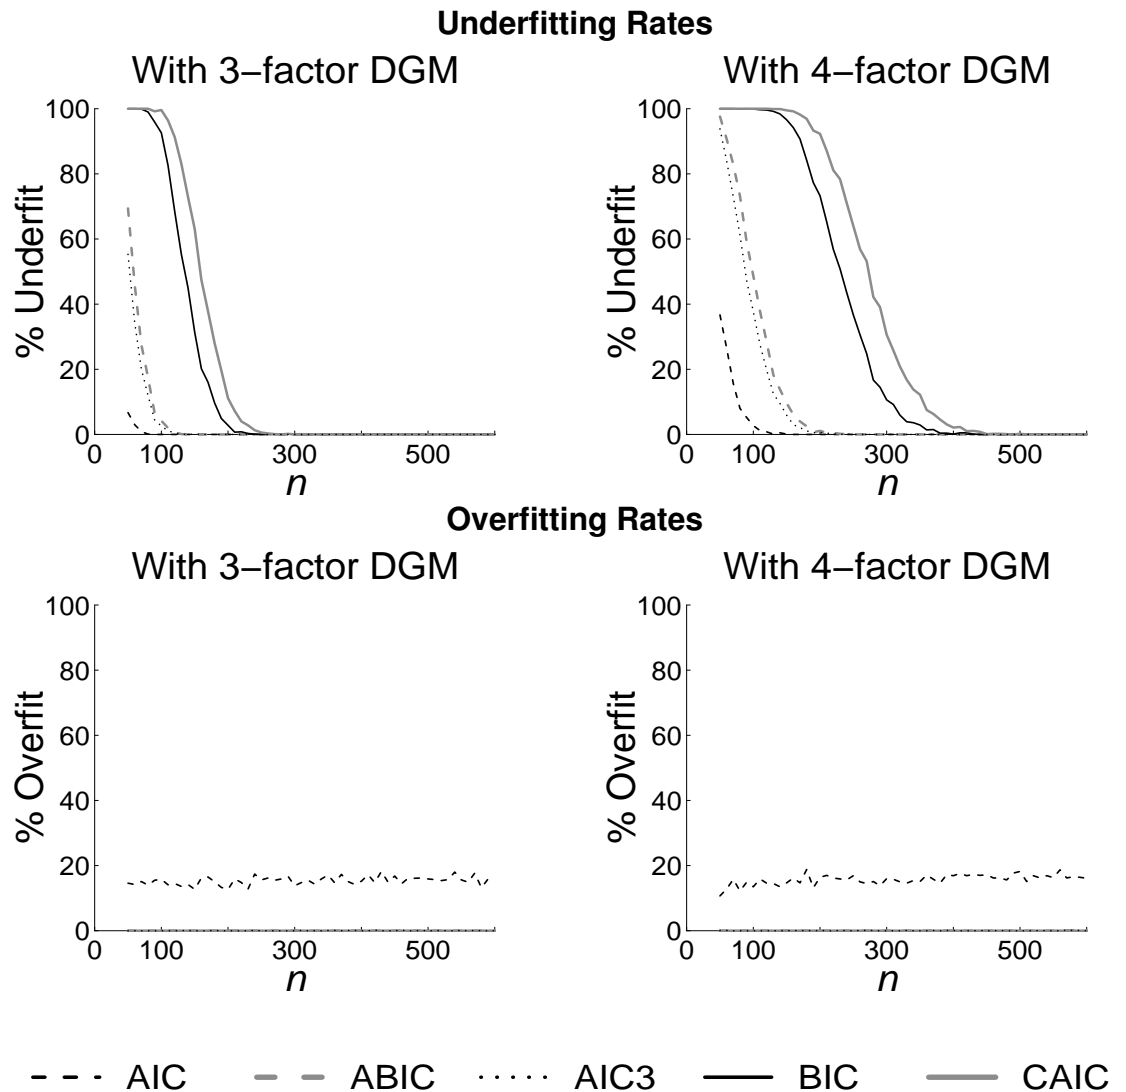 Underfitting Rates
With 3−factor DGM
With 4−factor DGM
% Underfit
100
80
60
40
20
0
0 100 300 500
n
% Underfit
100
80
60
40
20
0
0 100 300 500
n
Overfitting Rates
With 3−factor DGM
With 4−factor DGM
% Overfit
100
80
60
40
20
0
0 100 300 500
n
% Overfit
100
80
60
40
20
0
0 100 300 500
n
AIC ABIC AIC3 BIC CAIC